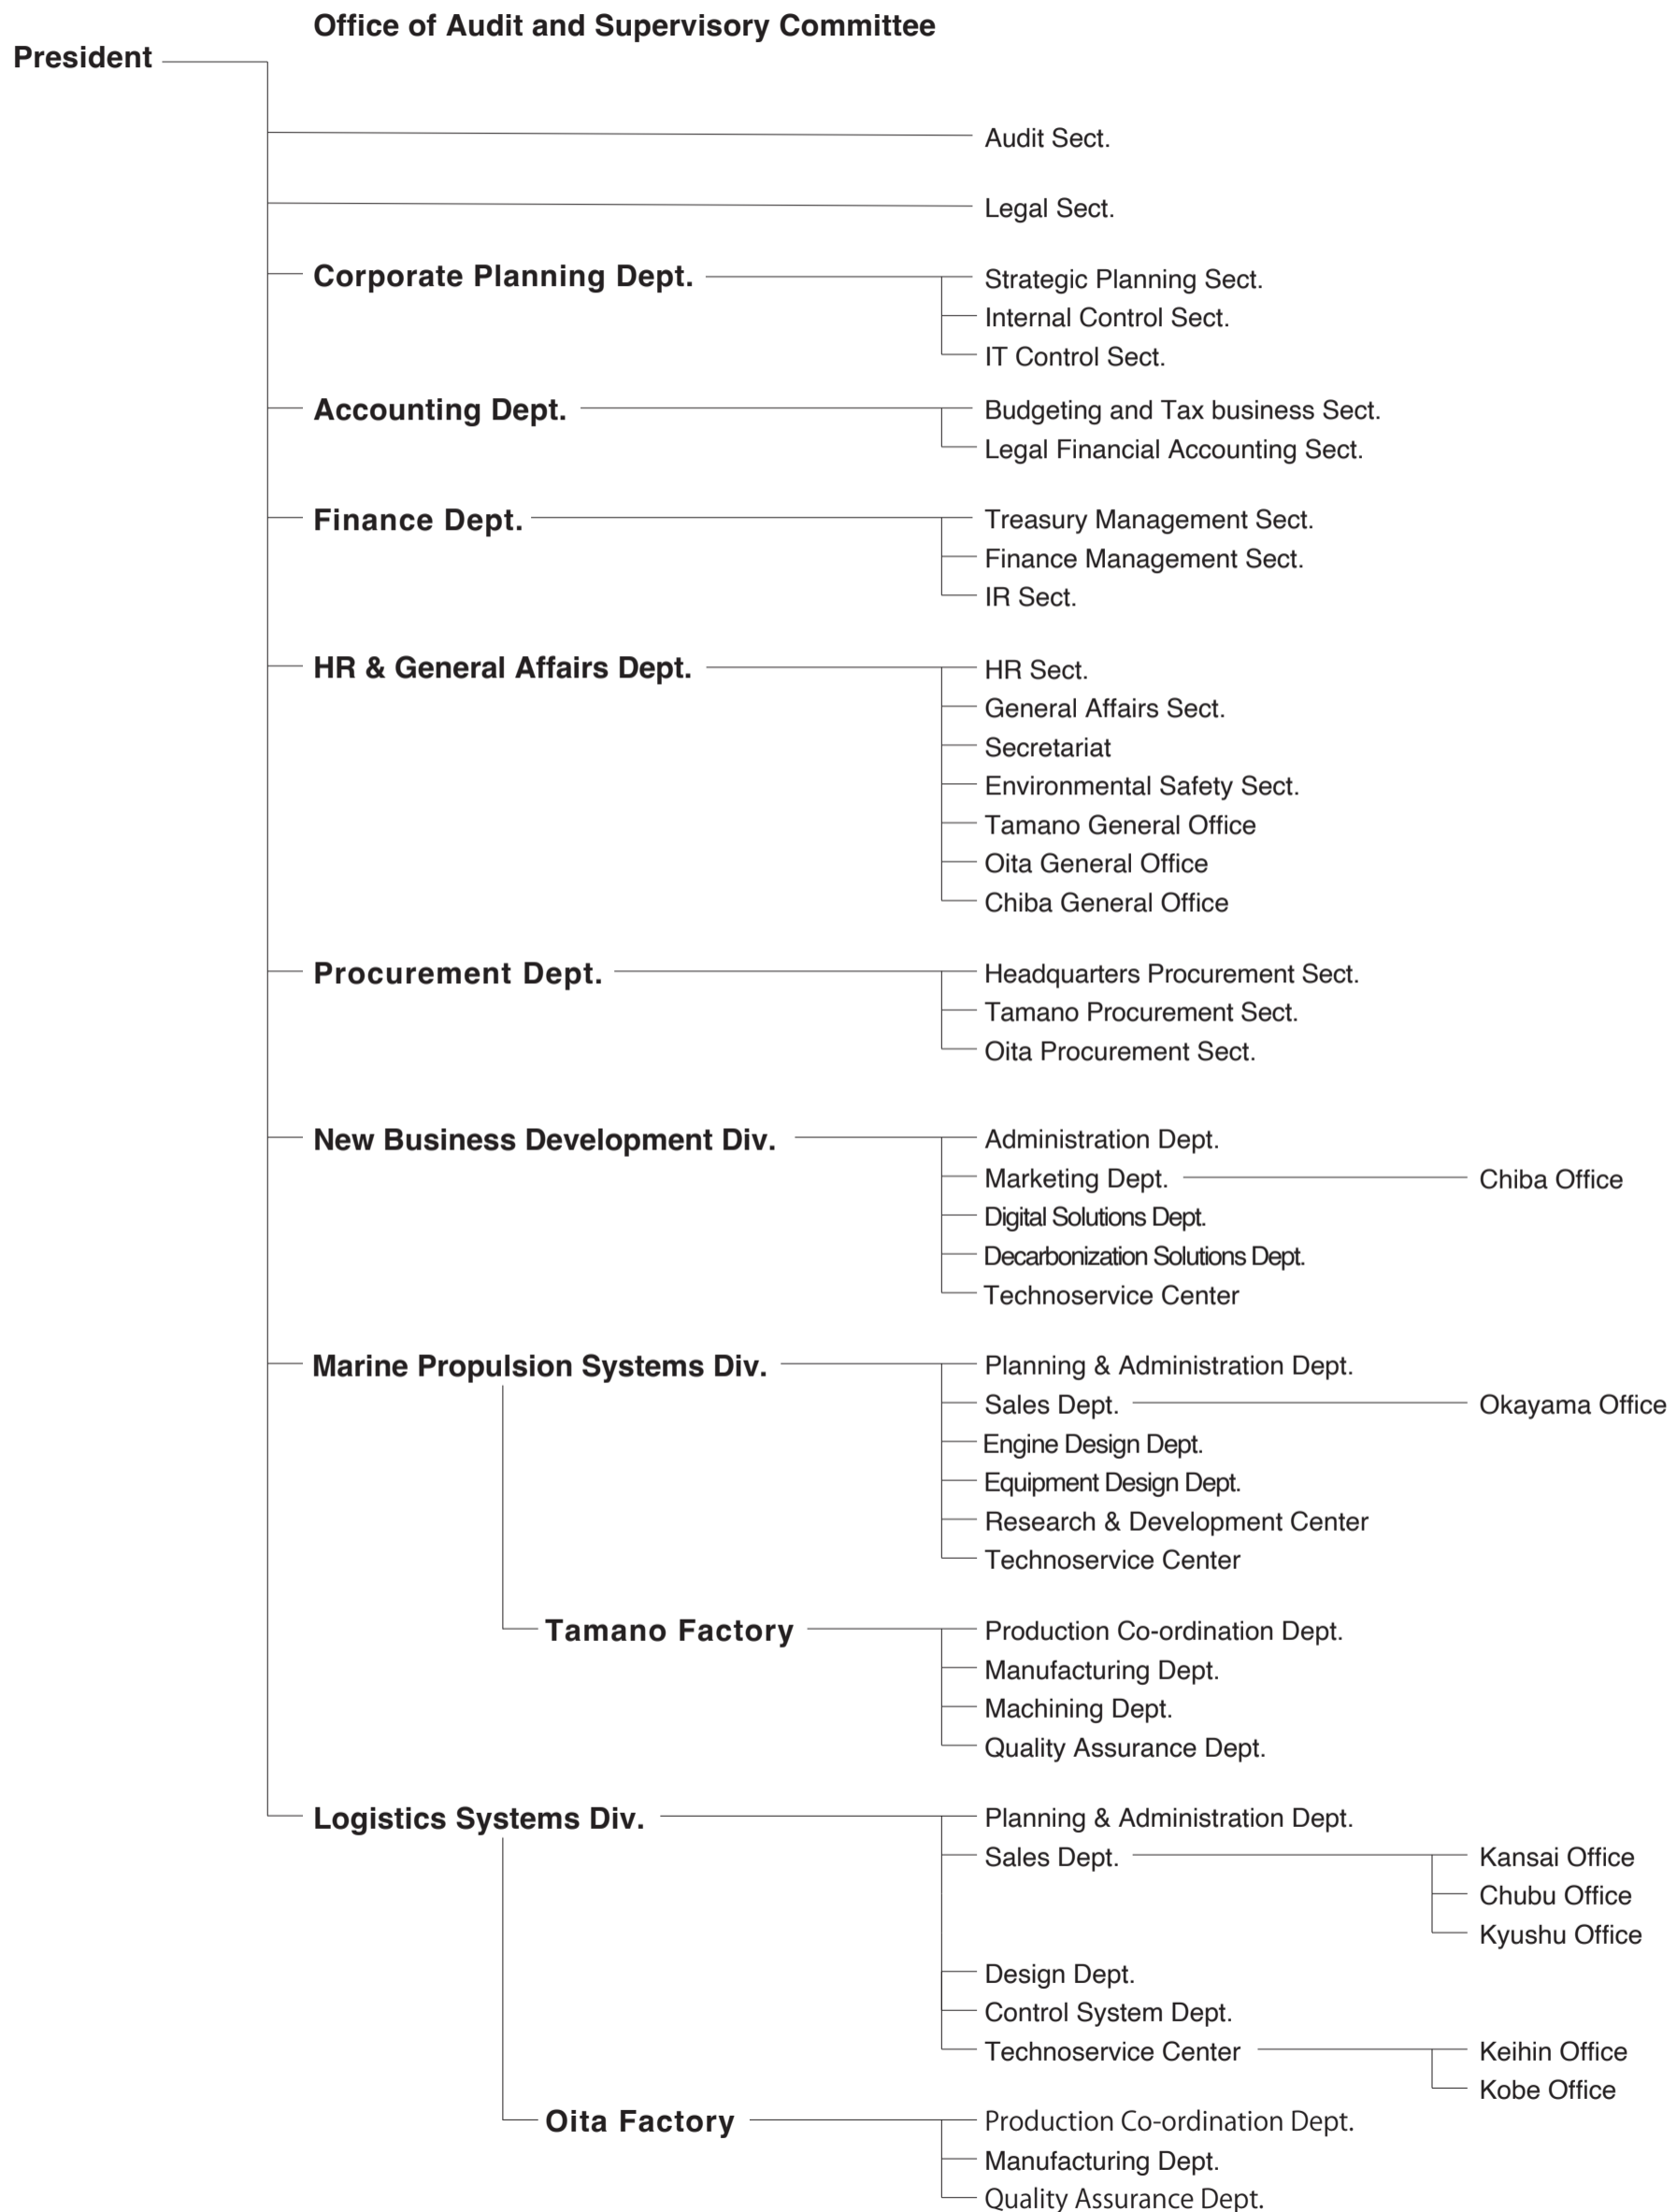 Office of Audit and Supervisory Committee
President
Audit Sect.
Legal Sect.
Corporate Planning Dept.
Strategic Planning Sect.
Internal Control Sect.
IT Control Sect.
Accounting Dept.
Budgeting and Tax business Sect.
Legal Financial Accounting Sect.
Finance Dept.
Treasury Management Sect.
Finance Management Sect.
IR Sect.
HR & General Affairs Dept.
HR Sect.
General Affairs Sect.
Secretariat
Environmental Safety Sect.
Tamano General Office
Oita General Office
Chiba General Office
Procurement Dept.
Headquarters Procurement Sect.
Tamano Procurement Sect.
Oita Procurement Sect.
New Business Development Div.
Administration Dept.
Marketing Dept.
Chiba Office
Digital Solutions Dept.
Decarbonization Solutions Dept.
Technoservice Center
Marine Propulsion Systems Div.
Planning & Administration Dept.
Sales Dept.
Okayama Office
Engine Design Dept.
Equipment Design Dept.
Research & Development Center
Technoservice Center
Tamano Factory
Production Co-ordination Dept.
Manufacturing Dept.
Machining Dept.
Quality Assurance Dept.
Logistics Systems Div.
Planning & Administration Dept.
Sales Dept.
Kansai Office
Chubu Office
Kyushu Office
Design Dept.
Control System Dept.
Technoservice Center
Keihin Office
Kobe Office
Oita Factory
Production Co-ordination Dept.
Manufacturing Dept.
Quality Assurance Dept.